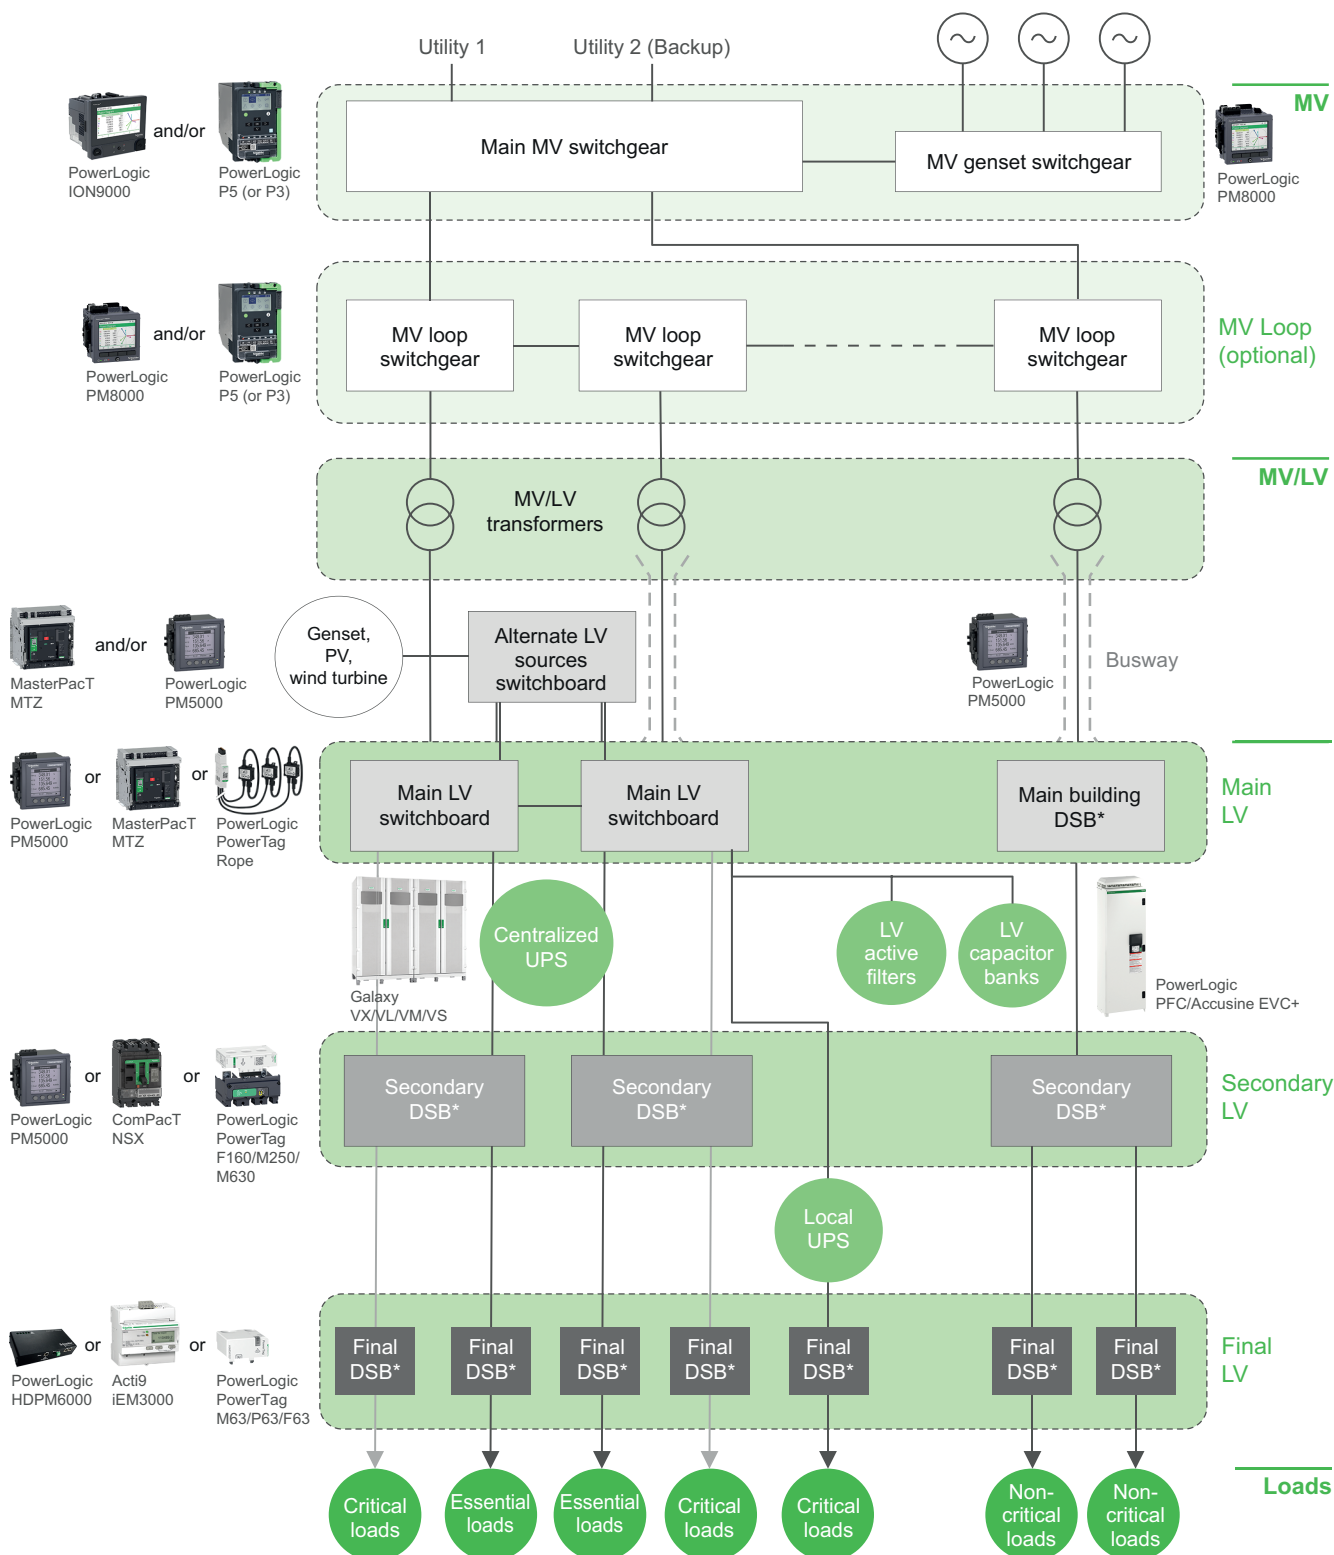 Utility 1
Utility 2 (Backup)
MV
Main MV switchgear
MV genset switchgear
and/or
PowerLogic
ION9000
PowerLogic
P5 (or P3)
PowerLogic
PM8000
MV loop
switchgear
MV loop
switchgear
MV loop
switchgear
MV Loop
(optional)
and/or
PowerLogic
PM8000
PowerLogic
P5 (or P3)
MV/LV
MV/LV
transformers
Genset,
PV,
wind turbine
Alternate LV
sources
switchboard
and/or
MasterPacT
MTZ
PowerLogic
PM5000
PowerLogic
PM5000
Busway
Main LV
switchboard
Main LV
switchboard
Main building
DSB*
Main
LV
or
or
PowerLogic
PM5000
MasterPacT
MTZ
PowerLogic
PowerTag
Rope
Centralized
UPS
LV
active
filters
LV
capacitor
banks
Galaxy
VX/VL/VM/VS
PowerLogic
PFC/Accusine EVC+
Secondary
DSB*
Secondary
DSB*
Secondary
DSB*
Secondary
LV
or
or
PowerLogic
PM5000
ComPacT
NSX
PowerLogic
PowerTag
F160/M250/
M630
Local
UPS
Final
DSB*
Final
DSB*
Final
DSB*
Final
DSB*
Final
DSB*
Final
DSB*
Final
DSB*
Final
LV
or
or
PowerLogic
HDPM6000
Acti9
iEM3000
PowerLogic
PowerTag
M63/P63/F63
Loads
Critical
loads
Essential
loads
Essential
loads
Critical
loads
Critical
loads
Non-
critical
loads
Non-
critical
loads